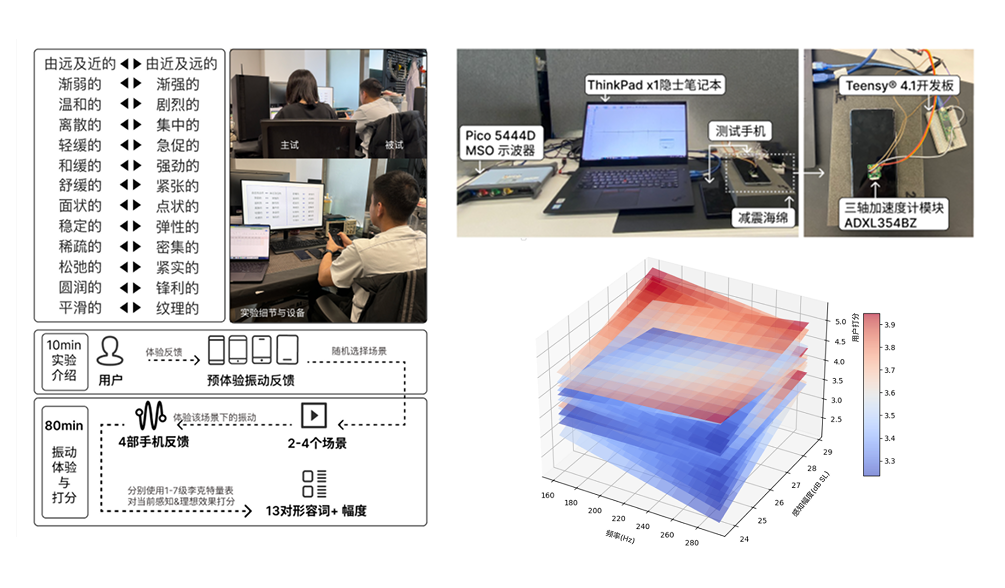 由远及近的 ◀▶ 由近及远的
渐弱的 ◀▶ 渐强的
温和的 ◀▶ 剧烈的
离散的 ◀▶ 集中的
轻缓的 ◀▶ 急促的
和缓的 ◀▶ 强劲的
舒缓的 ◀▶ 紧张的
面状的 ◀▶ 点状的
稳定的 ◀▶ 弹性的
稀疏的 ◀▶ 密集的
松弛的 ◀▶ 紧实的
圆润的 ◀▶ 锋利的
平滑的 ◀▶ 纹理的
主试
被试
实验细节与设备
10min
实验
介绍
用户
体验反馈
预体验振动反馈
随机选择场景
80min
振动
体验
与
打分
4部手机反馈
体验该场景下的振动
2-4个场景
分别使用1-7级李克特量表
对当前感知&理想效果打分
13对形容词+ 幅度
ThinkPad x1隐士笔记本
Pico 5444D
MSO 示波器
测试手机
减震海绵
Teensy® 4.1开发板
三轴加速度计模块
ADXL354BZ
5.0
4.5
4.0
3.5
3.0
2.5
用户打分
160
180
200
220
240
260
280
频率(Hz)
24
25
26
27
28
29
感知幅度(dB SL)
3.9
3.8
3.7
3.6
3.5
3.4
3.3